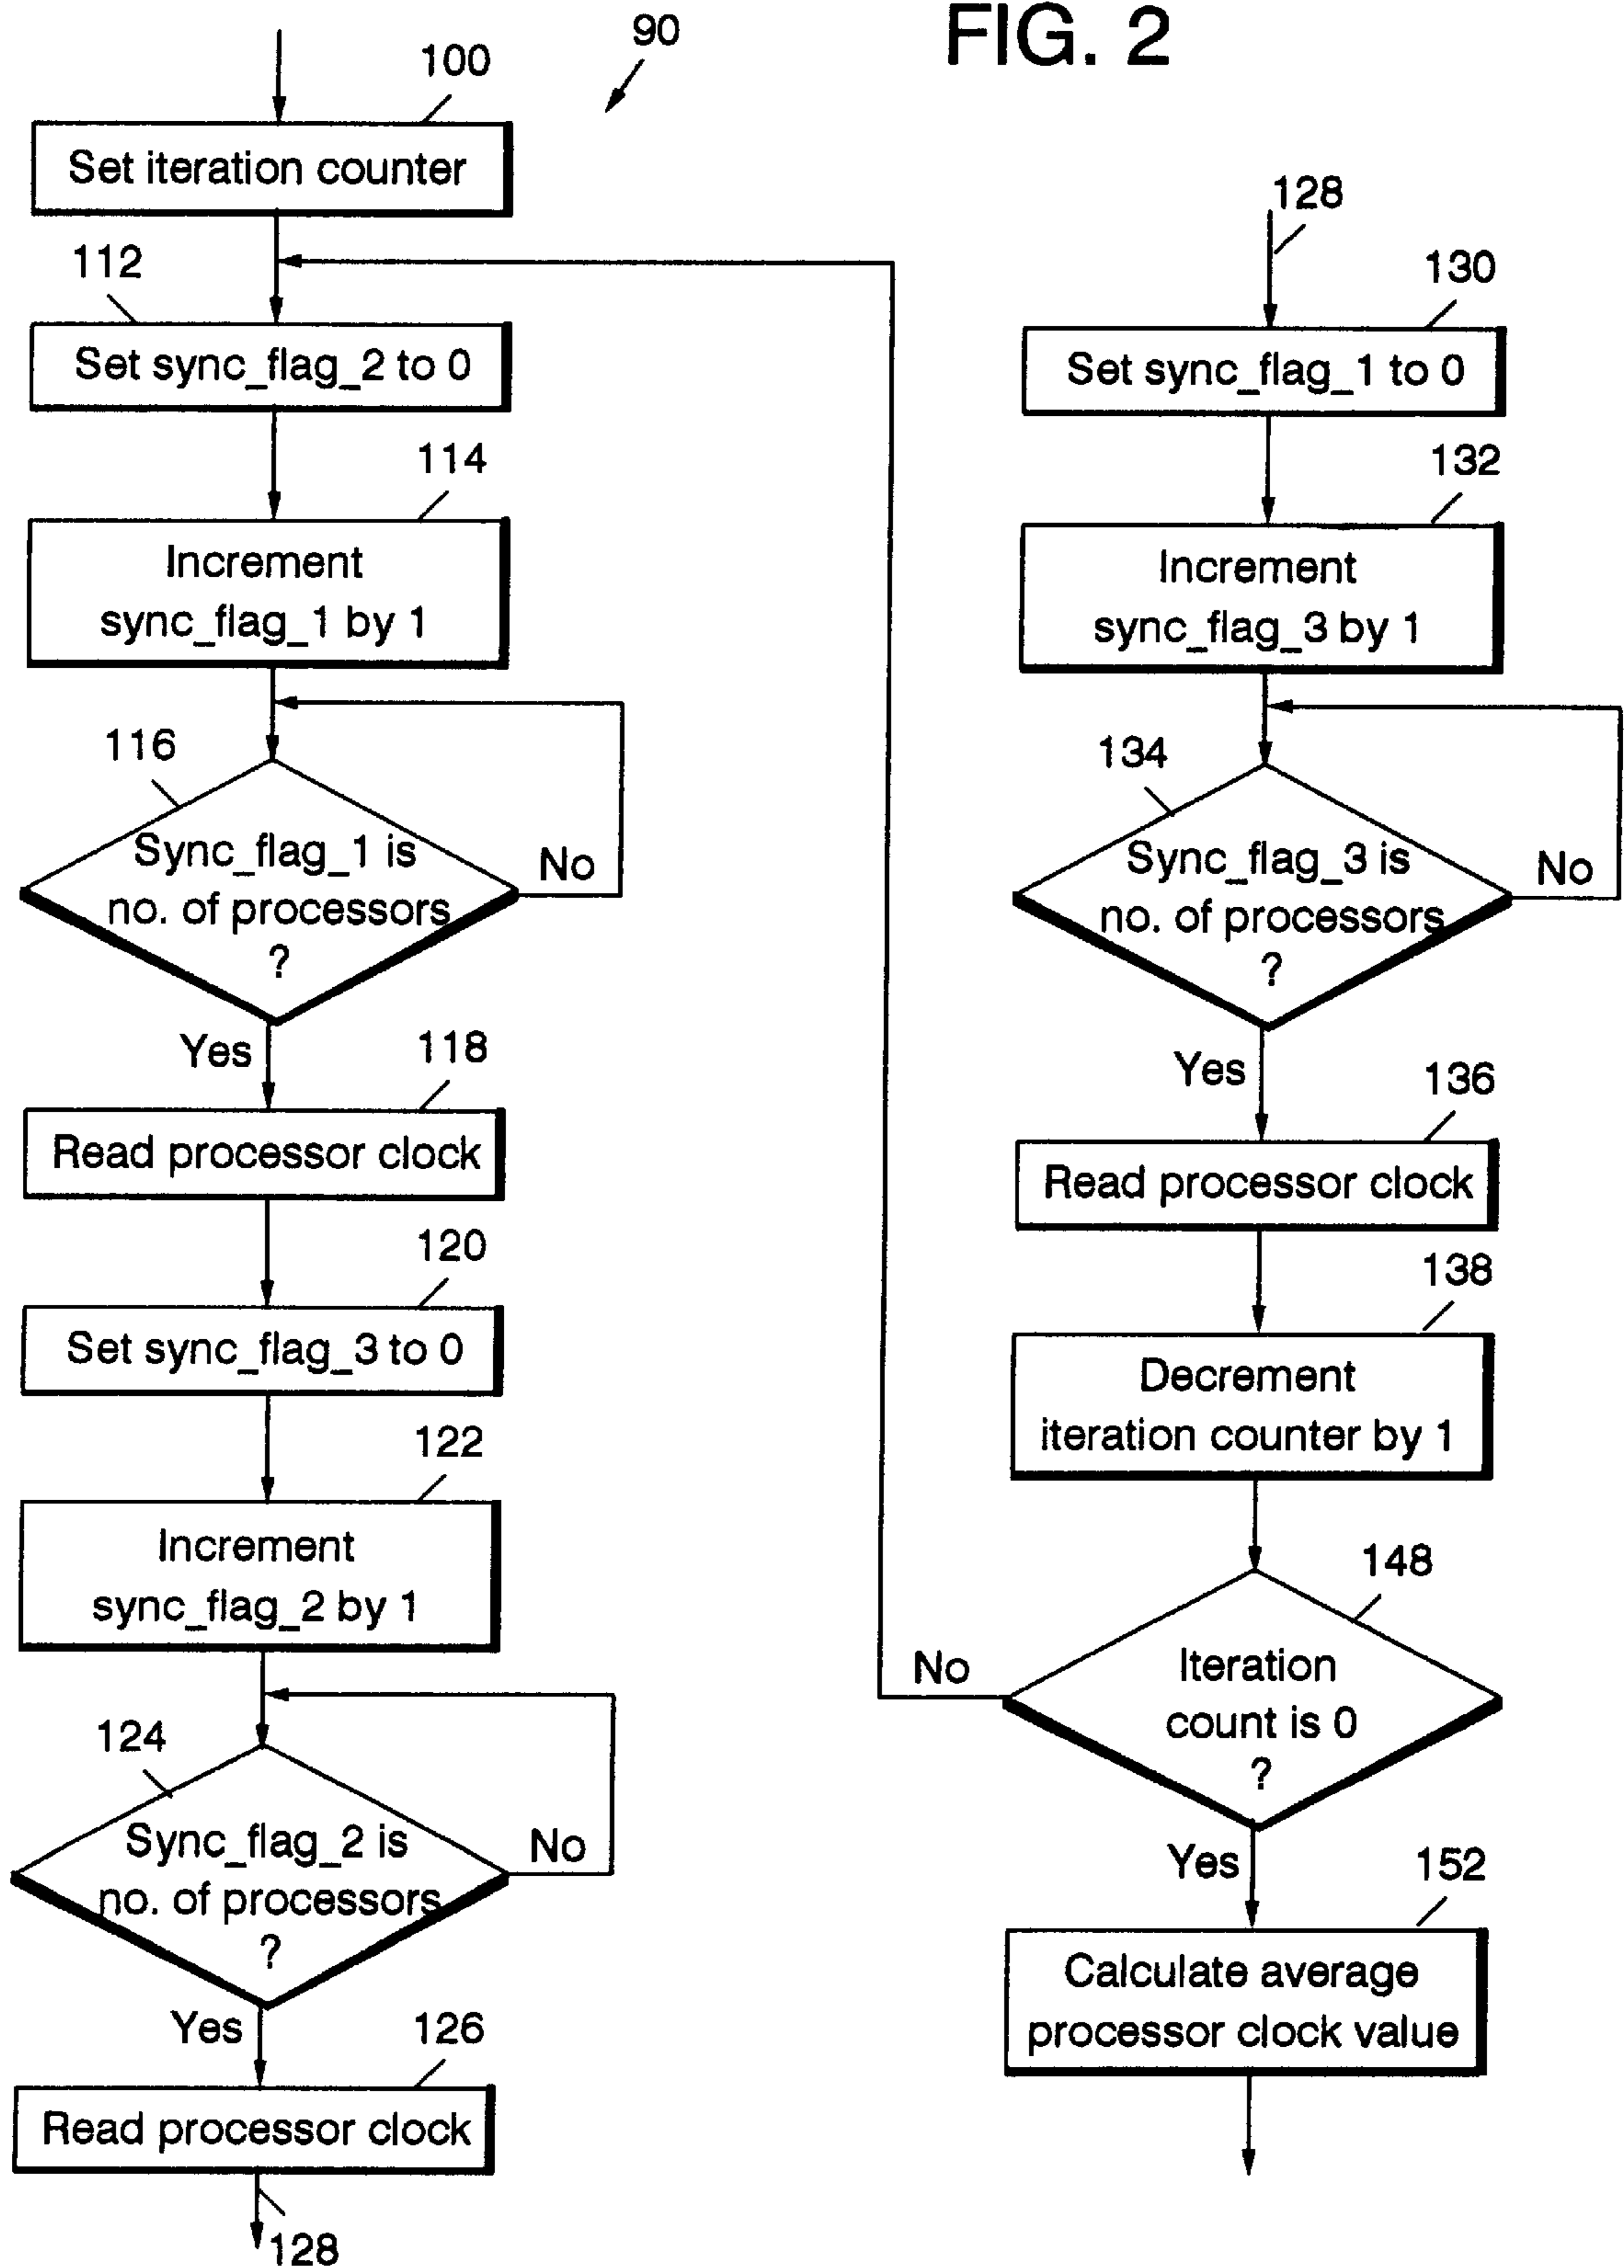 FIG. 2
90
100
Set iteration counter
112
Set sync_flag_2 to 0
114
Increment
sync_flag_1 by 1
116
Sync_flag_1 is
no. of processors
?
No
Yes
118
Read processor clock
120
Set sync_flag_3 to 0
122
Increment
sync_flag_2 by 1
124
Sync_flag_2 is
no. of processors
?
No
Yes
126
Read processor clock
128
128
130
Set sync_flag_1 to 0
132
Increment
sync_flag_3 by 1
134
Sync_flag_3 is
no. of processors
?
No
Yes
136
Read processor clock
138
Decrement
iteration counter by 1
148
Iteration
count is 0
?
No
Yes
152
Calculate average
processor clock value